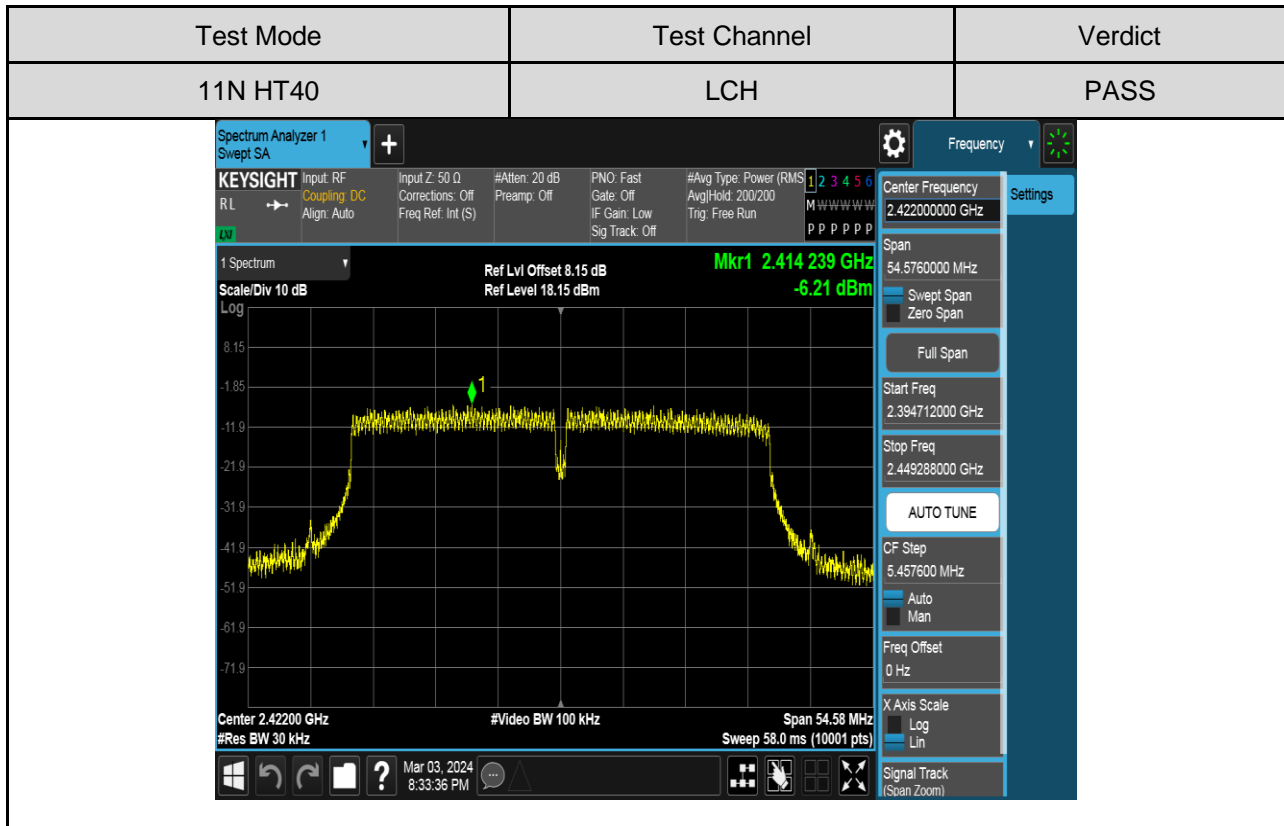 Test Mode Test Channel Verdict
11N HT40 LCH PASS
Spectrum Analyzer 1
Swept SA
+
Frequency
KEYSIGHT Input: RF Input Z: 50 Ω #Atten: 20 dB PNO: Fast #Avg Type: Power (RMS 1 2 3 4 5 6
RL Coupling: DC Corrections: Off Preamp: Off Gate: Off Avg|Hold: 200/200 M W W W W W
Align: Auto Freq Ref: Int (S) IF Gain: Low Trig: Free Run
LXI Sig Track: Off P P P P P P
1 Spectrum Ref Lvl Offset 8.15 dB Mkr1 2.414 239 GHz
Scale/Div 10 dB Ref Level 18.15 dBm -6.21 dBm
Log
8.15
1
-1.85
-11.9
-21.9
-31.9
-41.9
-51.9
-61.9
-71.9
Center 2.42200 GHz #Video BW 100 kHz Span 54.58 MHz
#Res BW 30 kHz Sweep 58.0 ms (10001 pts)
Center Frequency
2.422000000 GHz
Settings
Span
54.5760000 MHz
Swept Span
Zero Span
Full Span
Start Freq
2.394712000 GHz
Stop Freq
2.449288000 GHz
AUTO TUNE
CF Step
5.457600 MHz
Auto
Man
Freq Offset
0 Hz
X Axis Scale
Log
Lin
Signal Track
(Span Zoom)
? Mar 03, 2024
8:33:36 PM